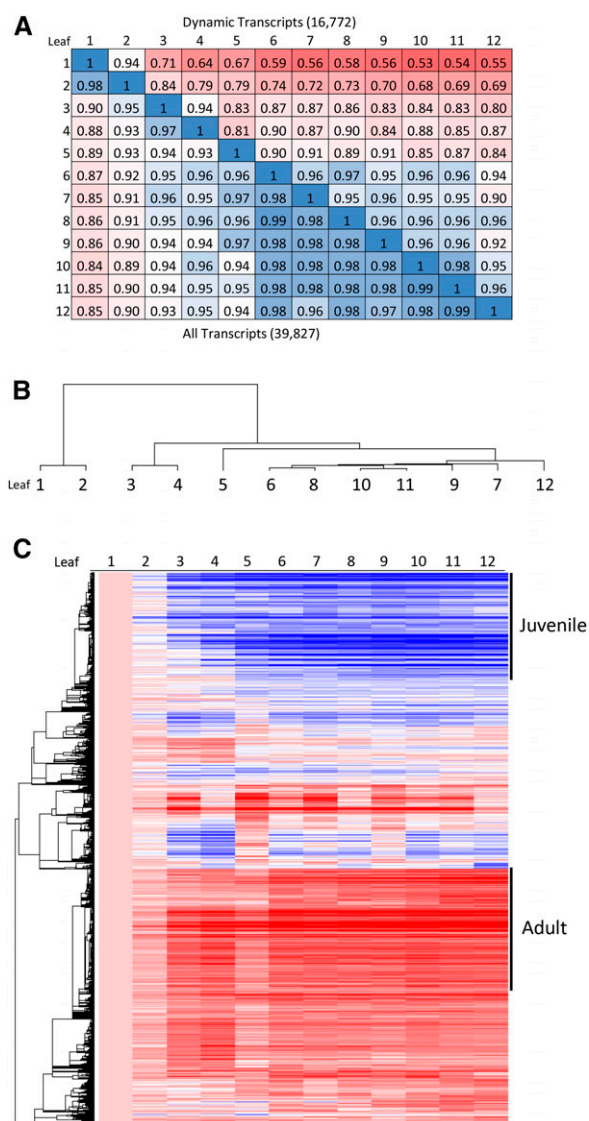 A
Dynamic Transcripts (16,772)
Leaf 1 2 3 4 5 6 7 8 9 10 11 12
1 1 0.94 0.71 0.64 0.67 0.59 0.56 0.58 0.56 0.53 0.54 0.55
2 0.98 1 0.84 0.79 0.79 0.74 0.72 0.73 0.70 0.68 0.69 0.69
3 0.90 0.95 1 0.94 0.83 0.87 0.87 0.86 0.83 0.84 0.83 0.80
4 0.88 0.93 0.97 1 0.81 0.90 0.87 0.90 0.84 0.88 0.85 0.87
5 0.89 0.93 0.94 0.93 1 0.90 0.91 0.89 0.91 0.85 0.87 0.84
6 0.87 0.92 0.95 0.96 0.96 1 0.96 0.97 0.95 0.96 0.96 0.94
7 0.85 0.91 0.96 0.95 0.97 0.98 1 0.95 0.96 0.95 0.95 0.90
8 0.86 0.91 0.95 0.96 0.96 0.99 0.98 1 0.96 0.96 0.96 0.96
9 0.86 0.90 0.94 0.94 0.97 0.98 0.98 0.98 1 0.96 0.96 0.92
10 0.84 0.89 0.94 0.96 0.94 0.98 0.98 0.98 0.98 1 0.98 0.95
11 0.85 0.90 0.94 0.95 0.95 0.98 0.98 0.98 0.98 0.99 1 0.96
12 0.85 0.90 0.93 0.95 0.94 0.98 0.96 0.98 0.97 0.98 0.99 1
All Transcripts (39,827)
B
Leaf 1 2 3 4 5 6 8 10 11 9 7 12
C
Leaf 1 2 3 4 5 6 7 8 9 10 11 12
Juvenile
Adult